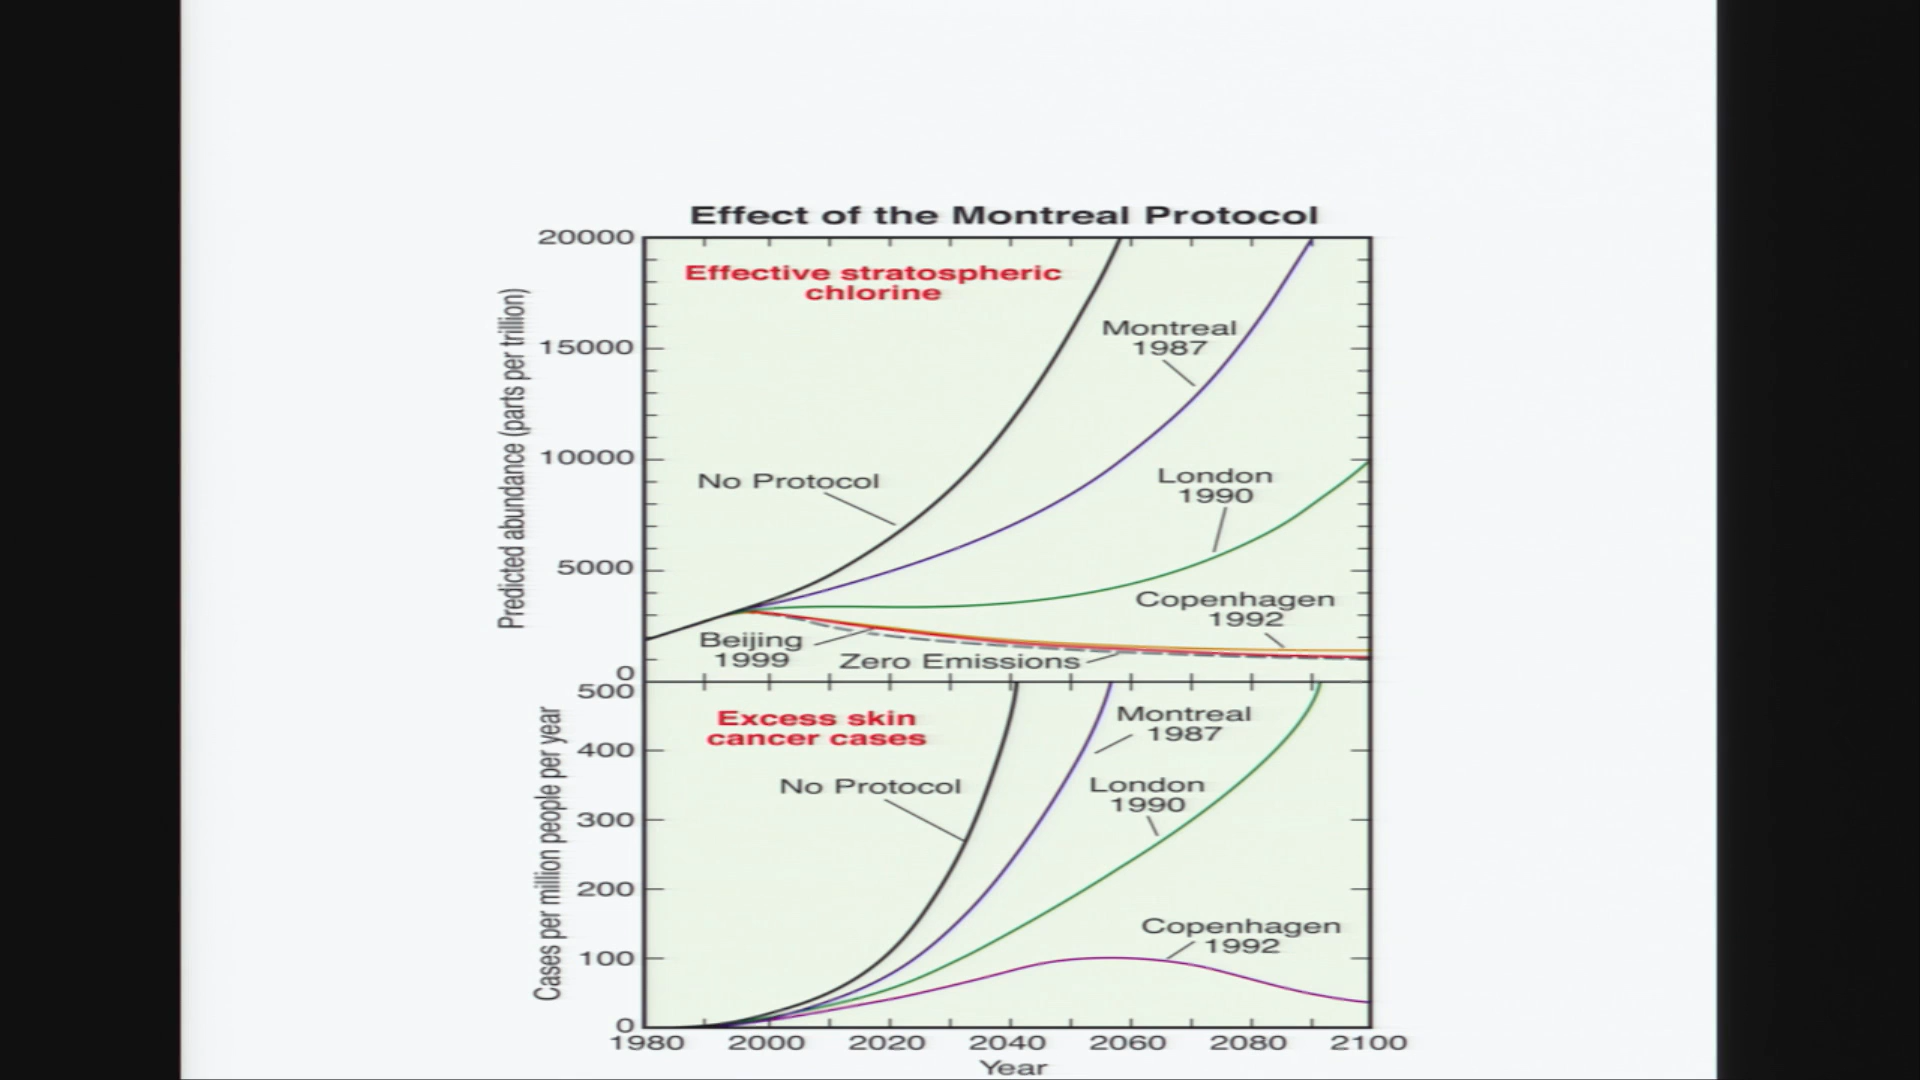 Effect of the Montreal Protocol
20000
15000
10000
5000
0
Predicted abundance (parts per trillion)
Effective stratospheric
chlorine
Montreal
1987
No Protocol
London
1990
Copenhagen
1992
Beijing
1999
Zero Emissions
500
400
300
200
100
0
Cases per million people per year
Excess skin
cancer cases
Montreal
1987
No Protocol
London
1990
Copenhagen
1992
1980 2000 2020 2040 2060 2080 2100
Year